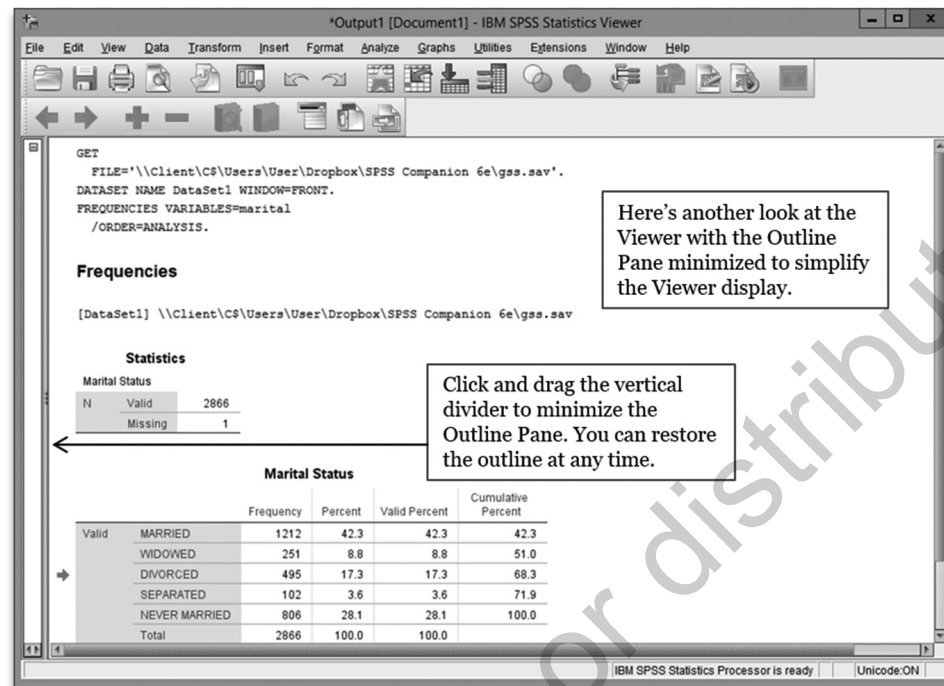 *Output1 [Document1] - IBM SPSS Statistics Viewer
File Edit View Data Transform Insert Format Analyze Graphs Utilities Extensions Window Help
GET
FILE='\\Client\C$\Users\User\Dropbox\SPSS Companion 6e\gss.sav'.
DATASET NAME DataSet1 WINDOW=FRONT.
FREQUENCIES VARIABLES=marital
/ORDER=ANALYSIS.
Here's another look at the
Viewer with the Outline
Pane minimized to simplify
the Viewer display.
Frequencies
[DataSet1] \\Client\C$\Users\User\Dropbox\SPSS Companion 6e\gss.sav
Statistics
Marital Status
N Valid 2866
Missing 1
Click and drag the vertical
divider to minimize the
Outline Pane. You can restore
the outline at any time.
Marital Status
Frequency Percent Valid Percent Cumulative Percent
Valid MARRIED 1212 42.3 42.3 42.3
WIDOWED 251 8.8 8.8 51.0
DIVORCED 495 17.3 17.3 68.3
SEPARATED 102 3.6 3.6 71.9
NEVER MARRIED 806 28.1 28.1 100.0
Total 2866 100.0 100.0
IBM SPSS Statistics Processor is ready Unicode:ON
or distribut